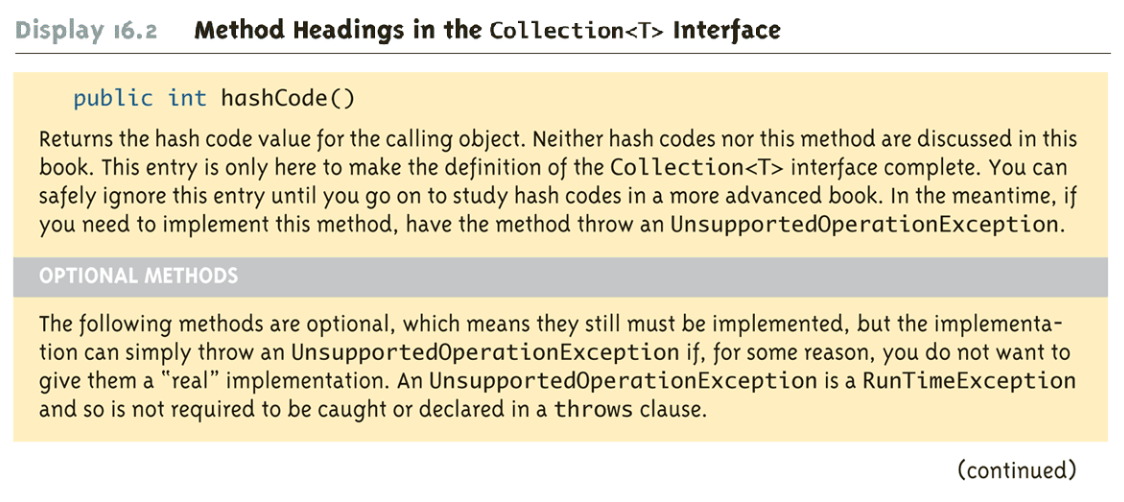 Display 16.2 Method Headings in the Collection<T> Interface
public int hashCode()
Returns the hash code value for the calling object. Neither hash codes nor this method are discussed in this
book. This entry is only here to make the definition of the Collection<T> interface complete. You can
safely ignore this entry until you go on to study hash codes in a more advanced book. In the meantime, if
you need to implement this method, have the method throw an UnsupportedOperationException.
OPTIONAL METHODS
The following methods are optional, which means they still must be implemented, but the implementa-
tion can simply throw an UnsupportedOperationException if, for some reason, you do not want to
give them a “real” implementation. An UnsupportedOperationException is a RunTimeException
and so is not required to be caught or declared in a throws clause.
(continued)